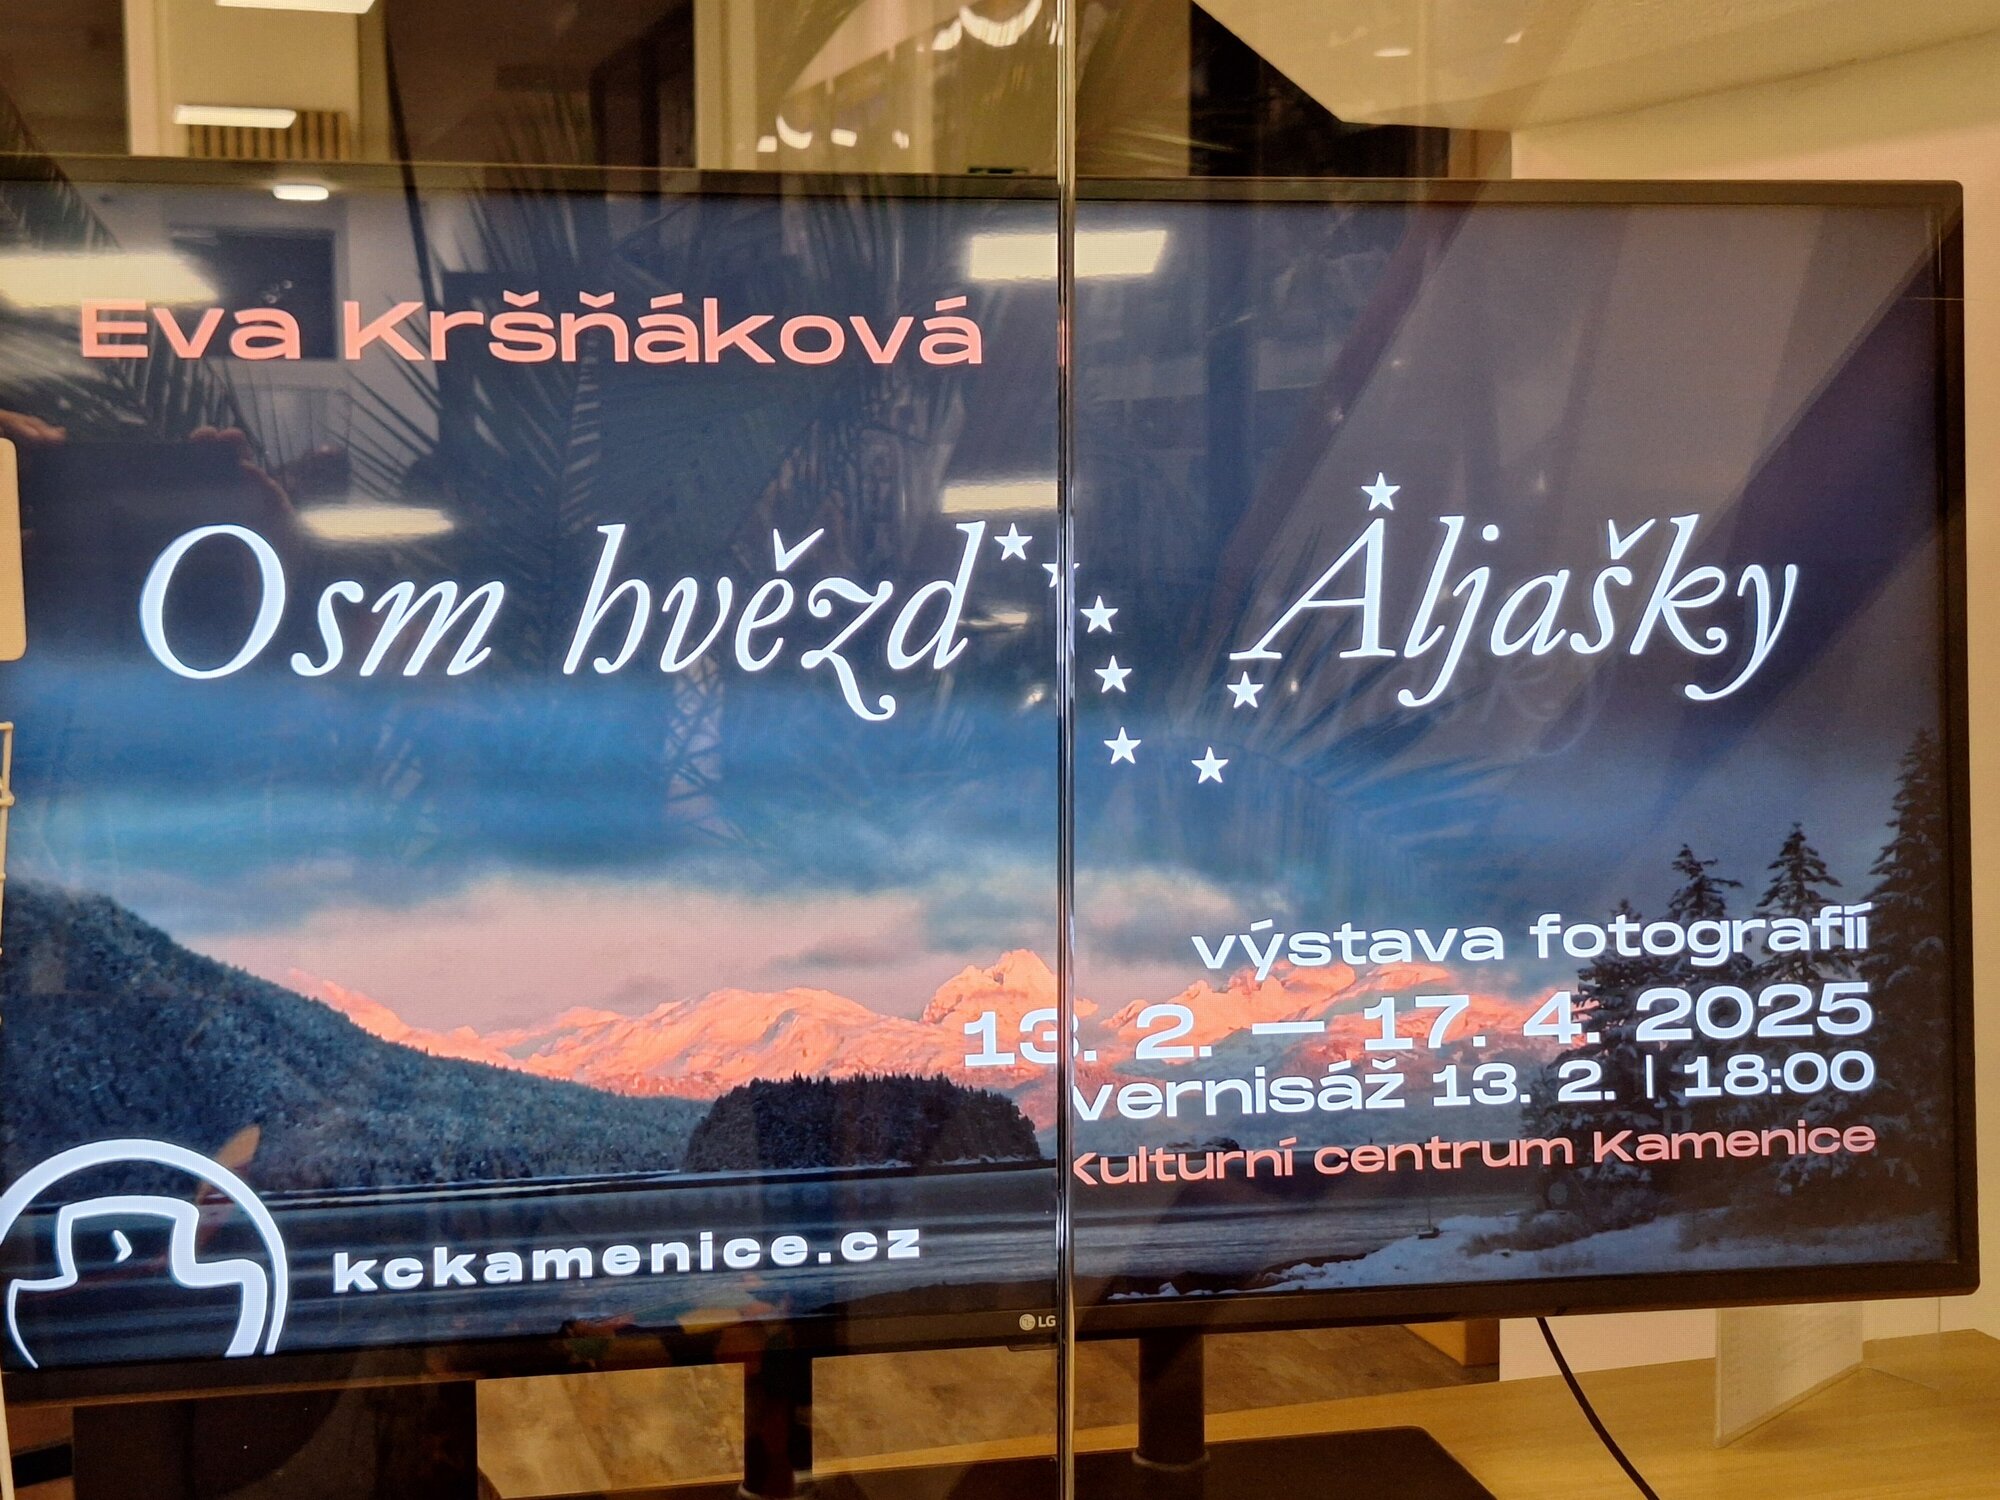 Eva Kršňáková
Osm hvězd Aljašky
výstava fotografií
13. 2. — 17. 4. 2025
vernisáž 13. 2. | 18:00
Kulturní centrum Kamenice
kckamenice.cz
LG